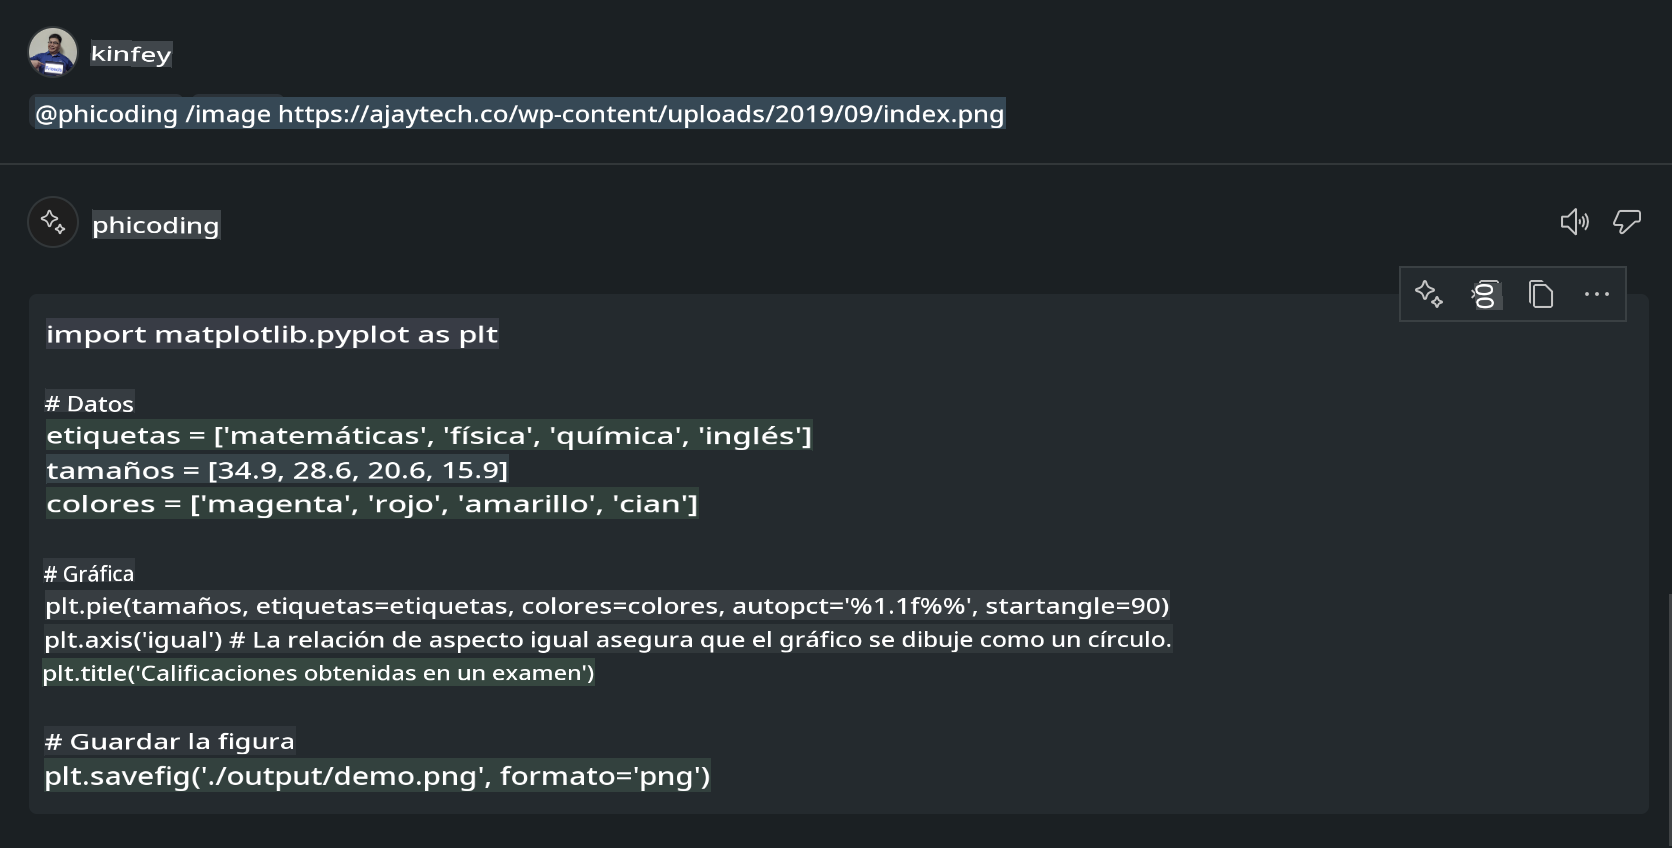 kinfey
@phicoding /image https://ajaytech.co/wp-content/uploads/2019/09/index.png
phicoding
import matplotlib.pyplot as plt
# Datos
etiquetas = ['matemáticas', 'física', 'química', 'inglés']
tamaños = [34.9, 28.6, 20.6, 15.9]
colores = ['magenta', 'rojo', 'amarillo', 'cian']
# Gráfica
plt.pie(tamaños, etiquetas=etiquetas, colores=colores, autopct='%1.1f%%', startangle=90)
plt.axis('igual') # La relación de aspecto igual asegura que el gráfico se dibuje como un círculo.
plt.title('Calificaciones obtenidas en un examen')
# Guardar la figura
plt.savefig('./output/demo.png', formato='png')